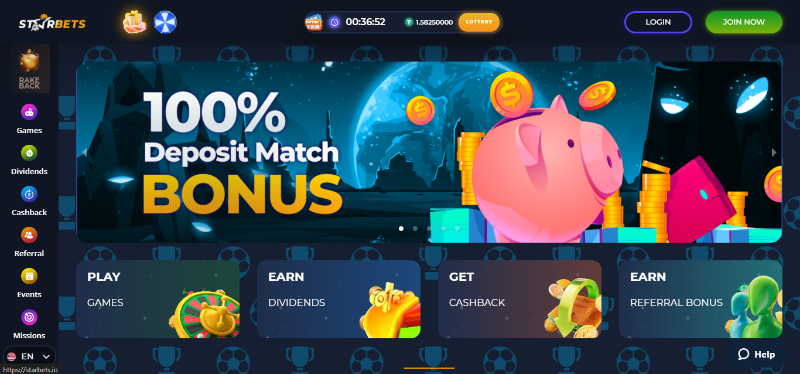 STARBETS
00:36:52
1.58250000
LOTTERY
LOGIN
JOIN NOW
RAKE
BACK
Games
Dividends
Cashback
Referral
Events
Missions
EN
https://starbets.io
100%
Deposit Match
BONUS
PLAY
GAMES
EARN
DIVIDENDS
GET
CASHBACK
EARN
REFERRAL BONUS
Help